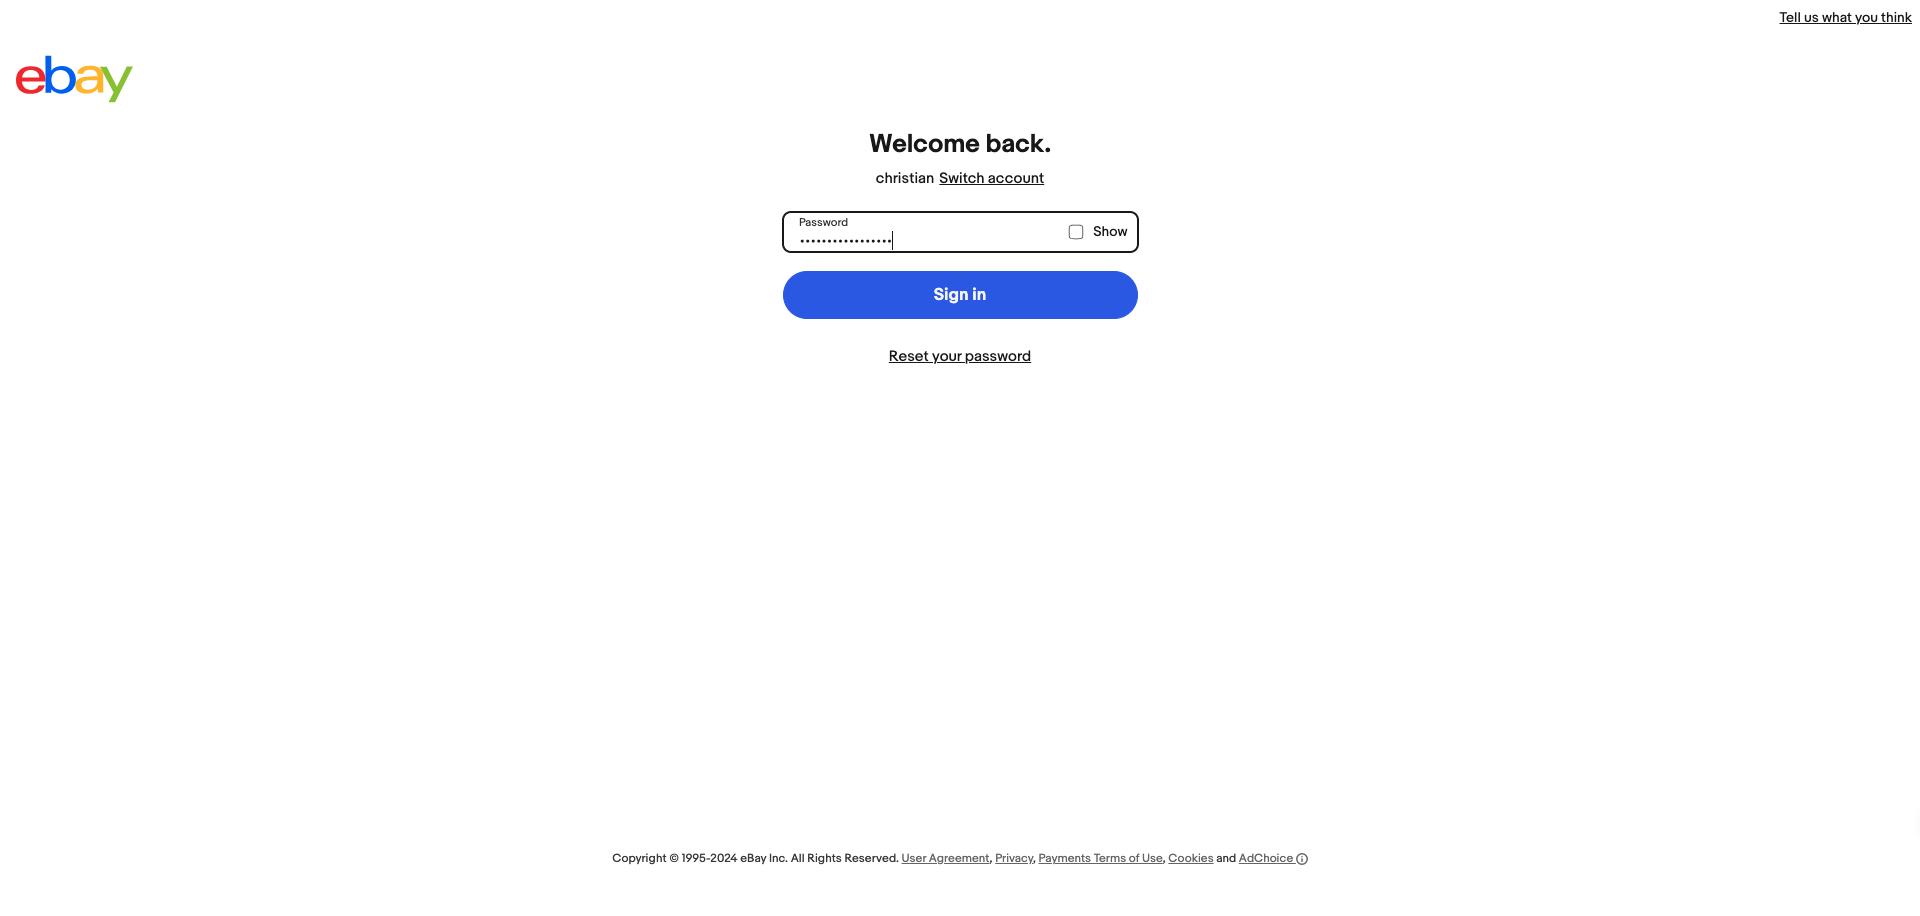 Tell us what you think
ebay
Welcome back.
christian Switch account
Password
•••••••••••••••••
Show
Sign in
Reset your password
Copyright © 1995-2024 eBay Inc. All Rights Reserved. User Agreement, Privacy, Payments Terms of Use, Cookies and AdChoice